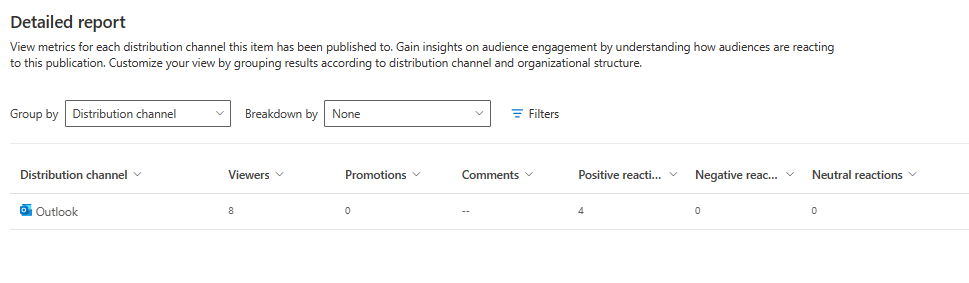 Detailed report
View metrics for each distribution channel this item has been published to. Gain insights on audience engagement by understanding how audiences are reacting
to this publication. Customize your view by grouping results according to distribution channel and organizational structure.
Group by Distribution channel Breakdown by None Filters
Distribution channel Viewers Promotions Comments Positive reacti... Negative reac... Neutral reactions
Outlook 8 0 -- 4 0 0